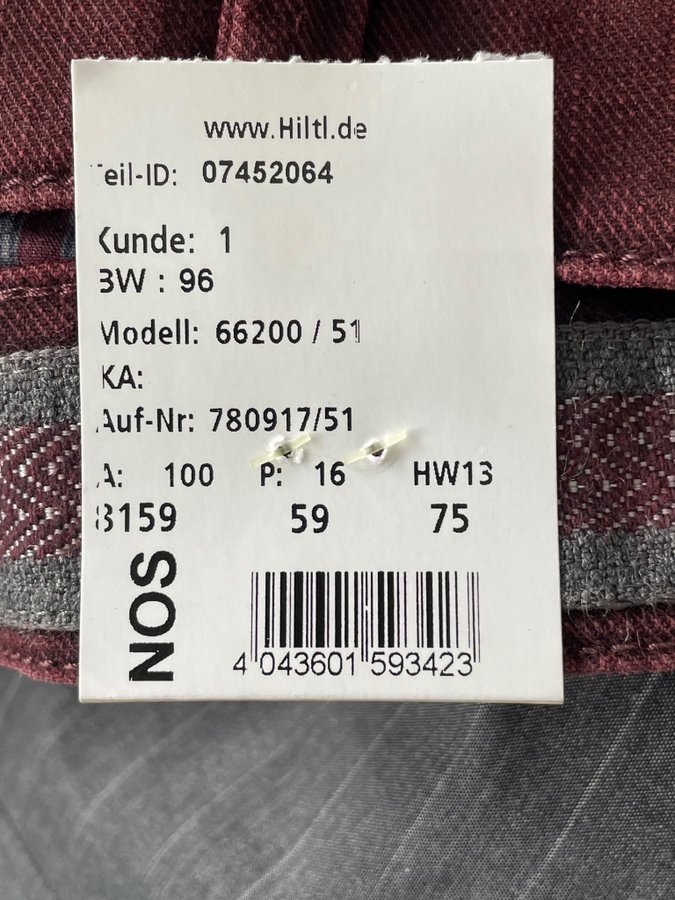 www.Hiltl.de
Teil-ID: 07452064
Kunde: 1
BW : 96
Modell: 66200 / 51
KA:
Auf-Nr: 780917/51
A: 100 P: 16 HW13
8159 59 75
NOS
4 043601 593423